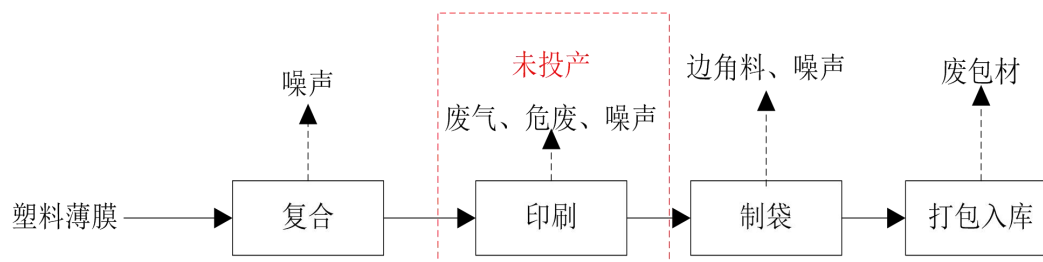 未投产
噪声
边角料、噪声
废包材
废气、危废、噪声
塑料薄膜
复合
印刷
制袋
打包入库